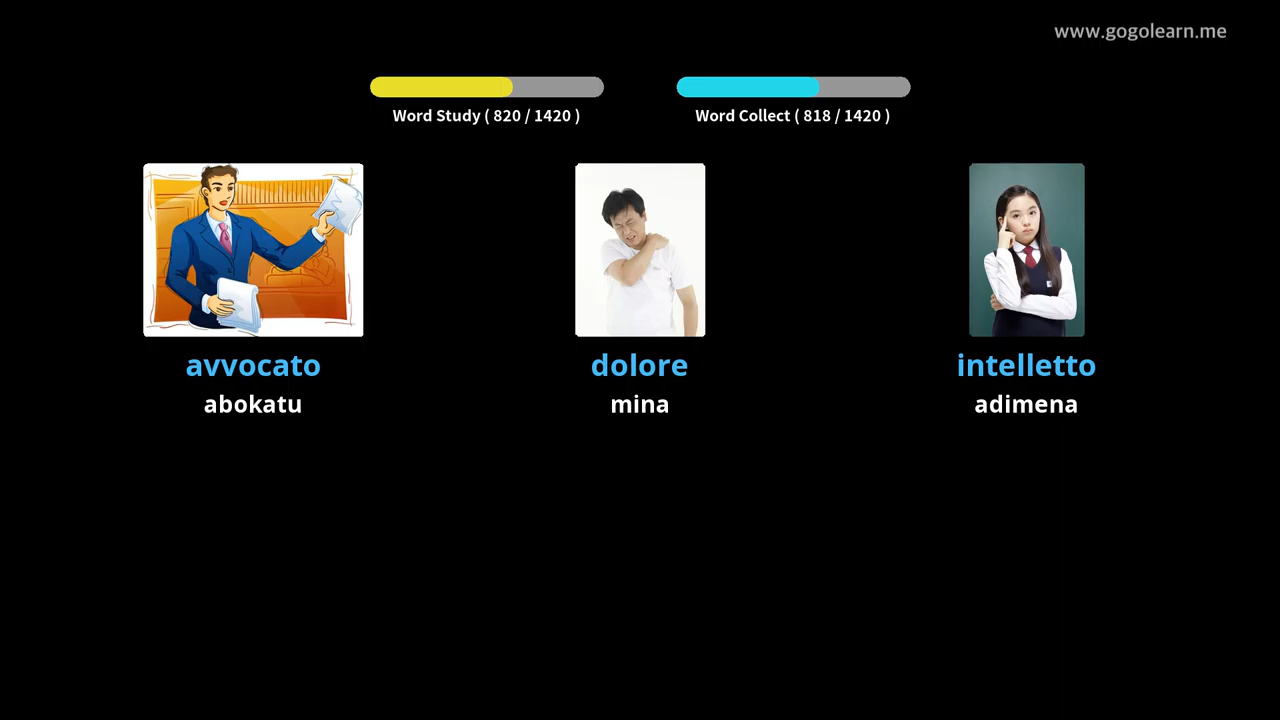 www.gogolearn.me
Word Study ( 820 / 1420 )
Word Collect ( 818 / 1420 )
avvocato
abokatu
dolore
mina
intelletto
adimena